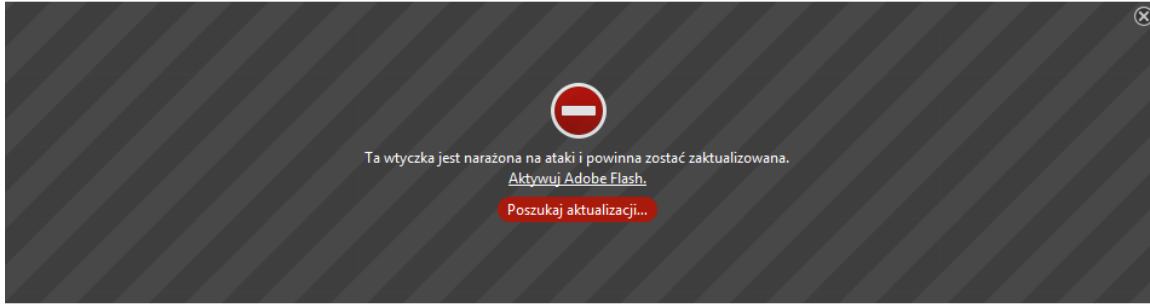 Ta wtyczka jest narażona na ataki i powinna zostać zaktualizowana.
Aktywuj Adobe Flash.
Poszukaj aktualizacji...